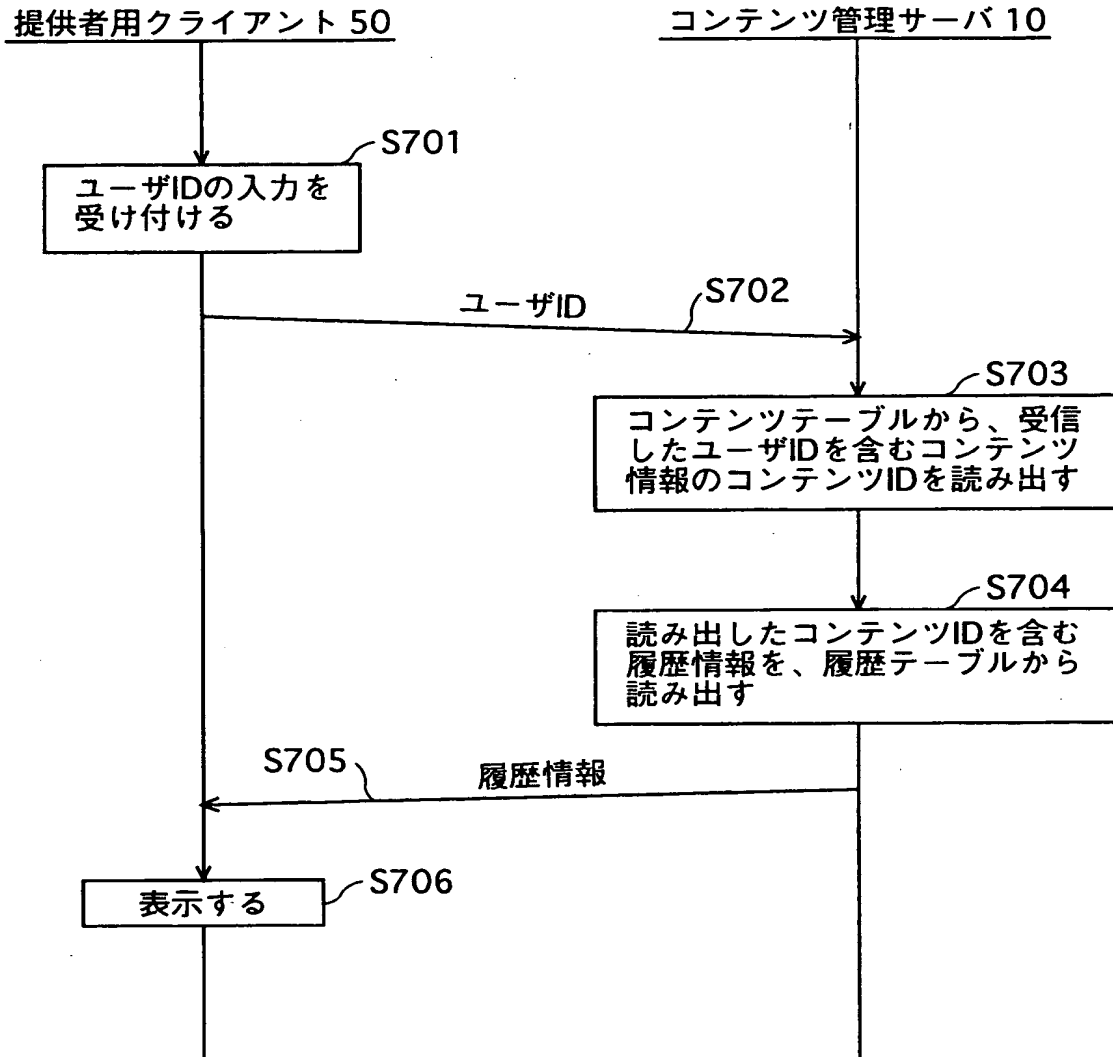 提供者用クライアント 50
コンテンツ管理サーバ 10
S701
ユーザIDの入力を
受け付ける
ユーザID
S702
S703
コンテンツテーブルから、受信
したユーザIDを含むコンテンツ
情報のコンテンツIDを読み出す
S704
読み出したコンテンツIDを含む
履歴情報を、履歴テーブルから
読み出す
S705
履歴情報
S706
表示する